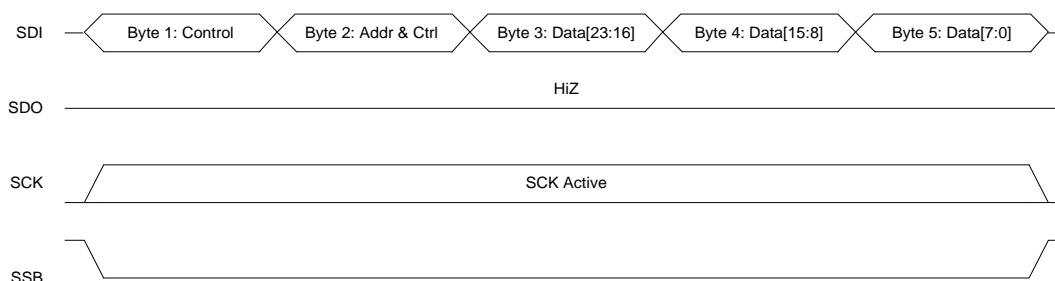 SDI Byte 1: Control Byte 2: Addr & Ctrl Byte 3: Data[23:16] Byte 4: Data[15:8] Byte 5: Data[7:0]
HiZ
SDO
SCK SCK Active
SSB